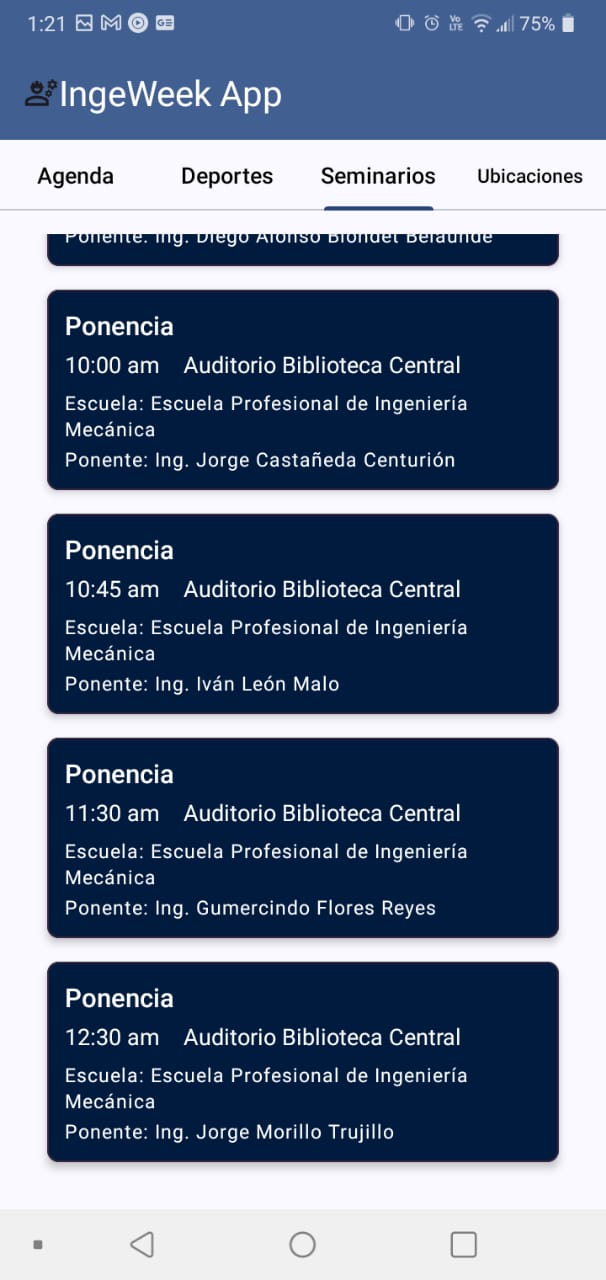 1:21 75%
IngeWeek App
Agenda Deportes Seminarios Ubicaciones
Ponente: Ing. Diego Alonso Blondet Belaunde
Ponencia
10:00 am Auditorio Biblioteca Central
Escuela: Escuela Profesional de Ingeniería
Mecánica
Ponente: Ing. Jorge Castañeda Centurión
Ponencia
10:45 am Auditorio Biblioteca Central
Escuela: Escuela Profesional de Ingeniería
Mecánica
Ponente: Ing. Iván León Malo
Ponencia
11:30 am Auditorio Biblioteca Central
Escuela: Escuela Profesional de Ingeniería
Mecánica
Ponente: Ing. Gumercindo Flores Reyes
Ponencia
12:30 am Auditorio Biblioteca Central
Escuela: Escuela Profesional de Ingeniería
Mecánica
Ponente: Ing. Jorge Morillo Trujillo